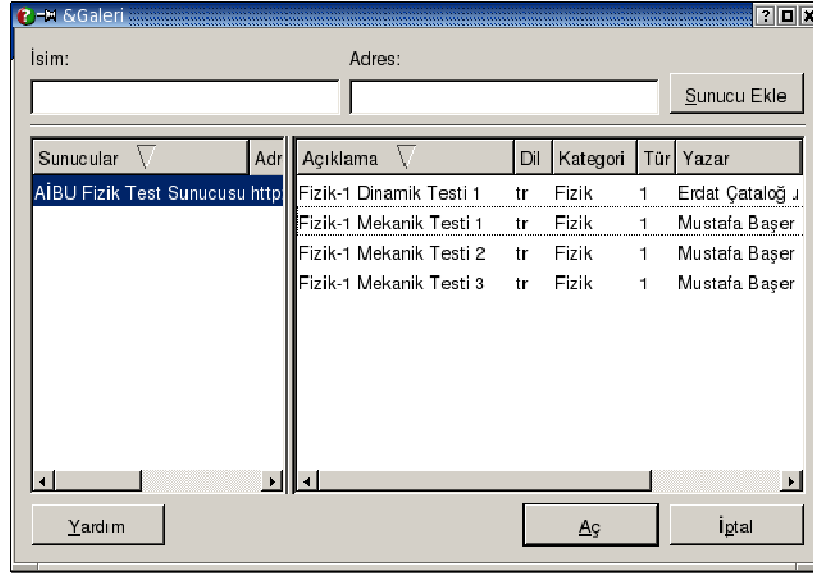 &Galeri
İsim: Adres:
Sunucu Ekle
Sunucular Adr Açıklama Dil Kategori Tür Yazar
AİBU Fizik Test Sunucusu http: Fizik-1 Dinamik Testi 1 tr Fizik 1 Erdat Çataloğ
Fizik-1 Mekanik Testi 1 tr Fizik 1 Mustafa Başer
Fizik-1 Mekanik Testi 2 tr Fizik 1 Mustafa Başer
Fizik-1 Mekanik Testi 3 tr Fizik 1 Mustafa Başer
Yardım Aç İptal